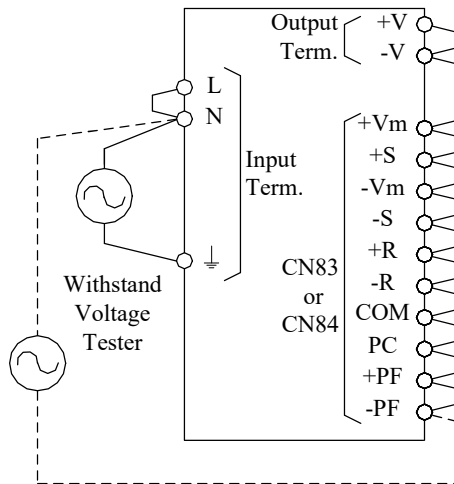 Output
Term.
+V
-V
L
N
Input
Term.
+Vm
+S
-Vm
-S
+R
-R
COM
PC
+PF
-PF
CN83
or
CN84
Withstand
Voltage
Tester